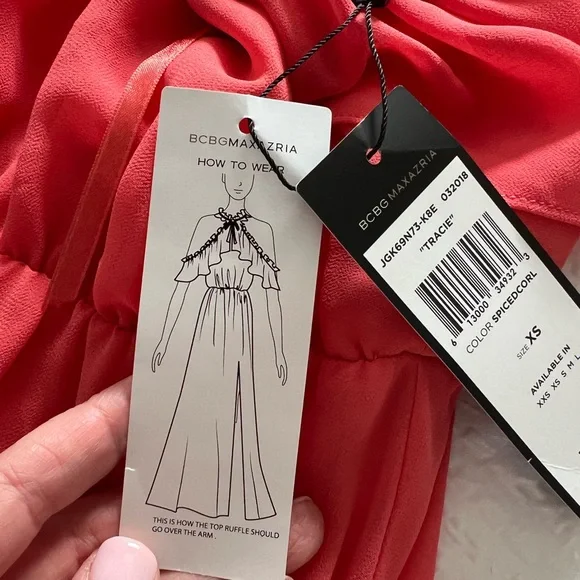 BCBGMAXAZRIA
HOW TO WEAR
THIS IS HOW THE TOP RUFFLE SHOULD
GO OVER THE ARM .
BCBGMAXAZRIA
JGK69N73-K8E 032018
"TRACIE"
6 13000 34932 3
COLOR SPICEDCORL
SIZE XS
AVAILABLE IN
XXS XS S M